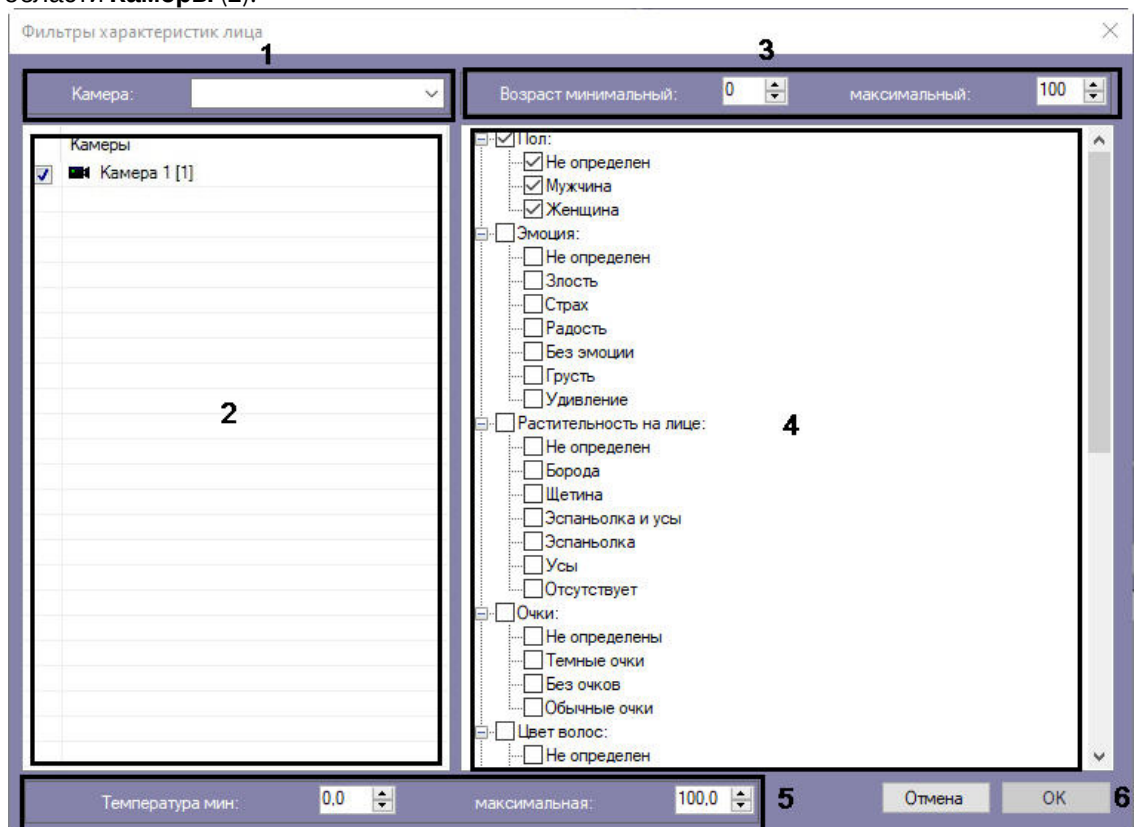 области Камеры (2).
Фильтры характеристик лица
1
3
Камера:
Возраст минимальный: 0 максимальный: 100
Камеры
Камера 1 [1]
2
Пол:
Не определен
Мужчина
Женщина
Эмоция:
Не определен
Злость
Страх
Радость
Без эмоции
Грусть
Удивление
Растительность на лице:
4
Не определен
Борода
Щетина
Эспаньолка и усы
Эспаньолка
Усы
Отсутствует
Очки:
Не определены
Темные очки
Без очков
Обычные очки
Цвет волос:
Не определен
Температура мин: 0,0 максимальная: 100,0
5
Отмена
OK
6